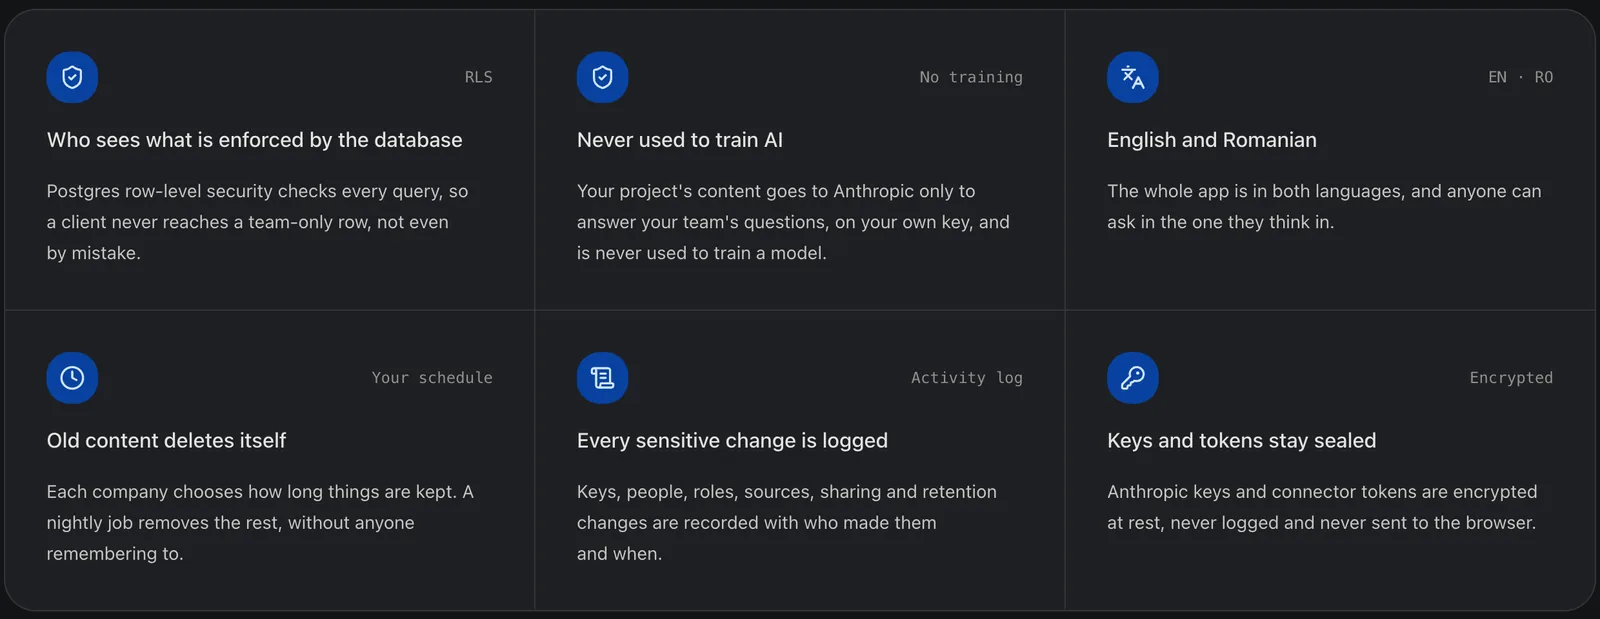 RLS
Who sees what is enforced by the database
Postgres row-level security checks every query, so
a client never reaches a team-only row, not even
by mistake.
No training
Never used to train AI
Your project's content goes to Anthropic only to
answer your team's questions, on your own key, and
is never used to train a model.
EN · RO
English and Romanian
The whole app is in both languages, and anyone can
ask in the one they think in.
Your schedule
Old content deletes itself
Each company chooses how long things are kept. A
nightly job removes the rest, without anyone
remembering to.
Activity log
Every sensitive change is logged
Keys, people, roles, sources, sharing and retention
changes are recorded with who made them
and when.
Encrypted
Keys and tokens stay sealed
Anthropic keys and connector tokens are encrypted
at rest, never logged and never sent to the browser.